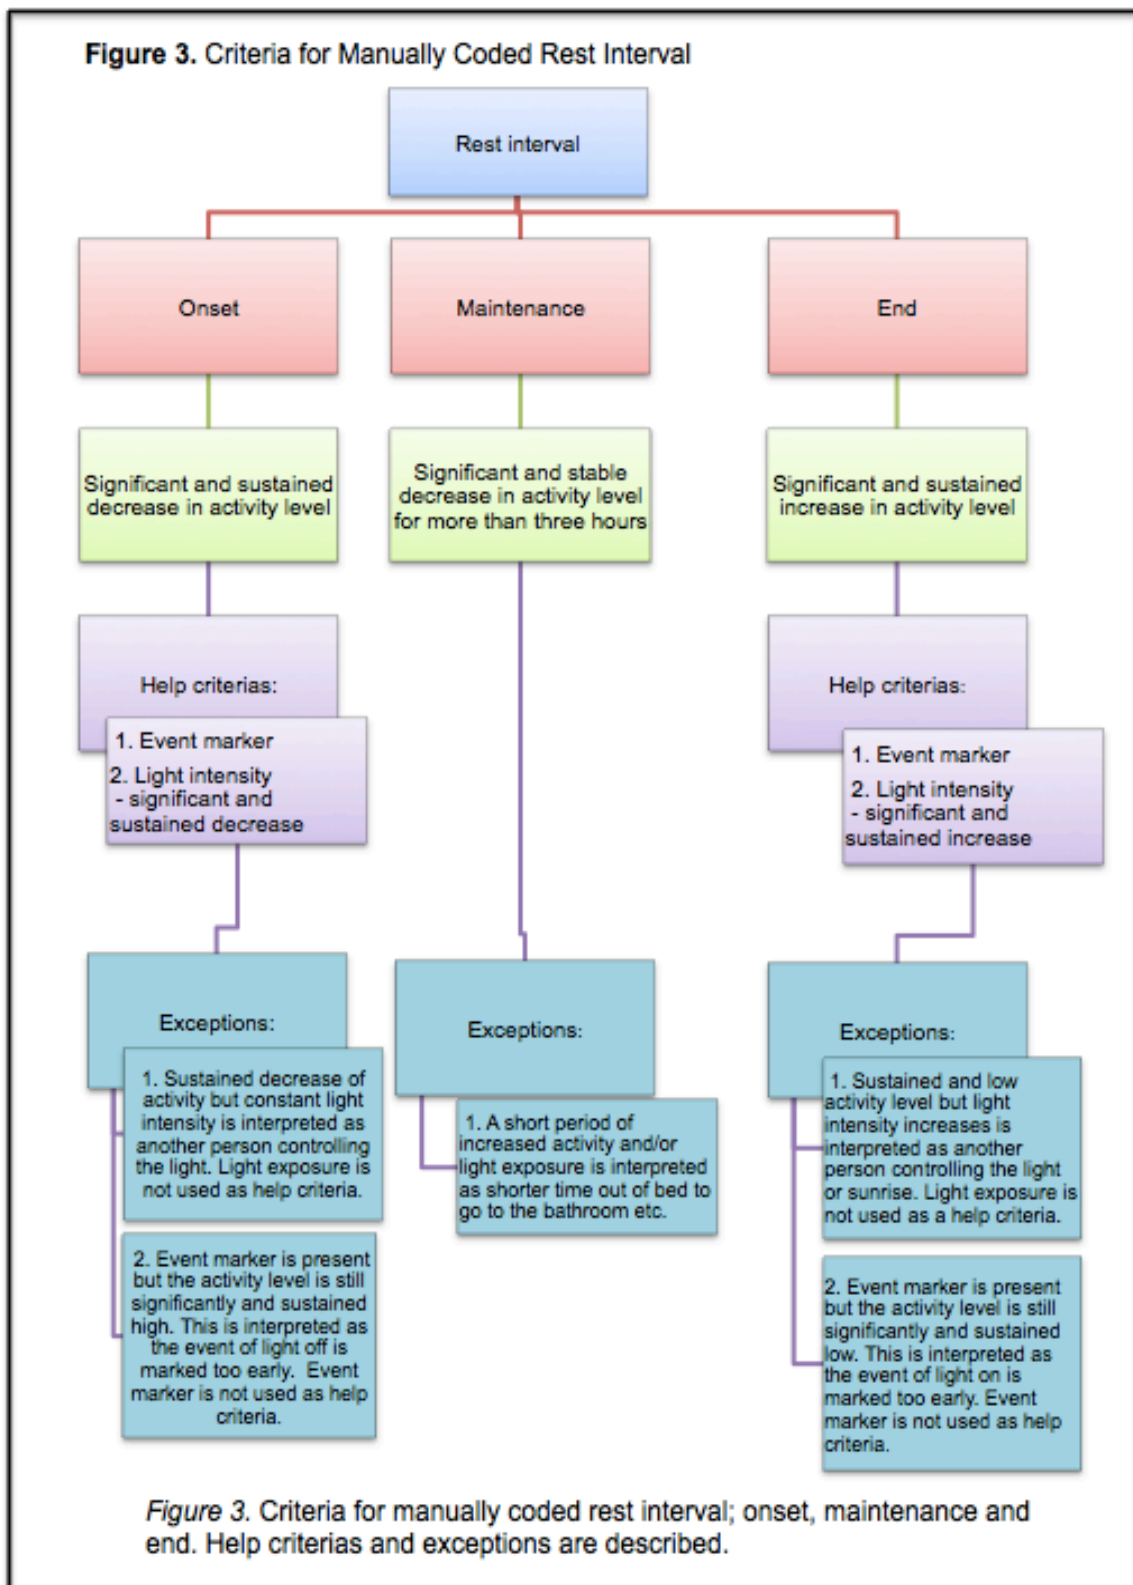 Figure 3. Criteria for Manually Coded Rest Interval
Rest interval
Onset
Maintenance
End
Significant and sustained
decrease in activity level
Significant and stable
decrease in activity level
for more than three hours
Significant and sustained
increase in activity level
Help criterias:
1. Event marker
2. Light intensity
- significant and
sustained decrease
Help criterias:
1. Event marker
2. Light intensity
- significant and
sustained increase
Exceptions:
1. Sustained decrease of
activity but constant light
intensity is interpreted as
another person controlling
the light. Light exposure is
not used as help criteria.
2. Event marker is present
but the activity level is still
significantly and sustained
high. This is interpreted as
the event of light off is
marked too early. Event
marker is not used as help
criteria.
Exceptions:
1. A short period of
increased activity and/or
light exposure is interpreted
as shorter time out of bed to
go to the bathroom etc.
Exceptions:
1. Sustained and low
activity level but light
intensity increases is
interpreted as another
person controlling the light
or sunrise. Light exposure is
not used as a help criteria.
2. Event marker is present
but the activity level is still
significantly and sustained
low. This is interpreted as
the event of light on is
marked too early. Event
marker is not used as help
criteria.
Figure 3. Criteria for manually coded rest interval; onset, maintenance and
end. Help criterias and exceptions are described.